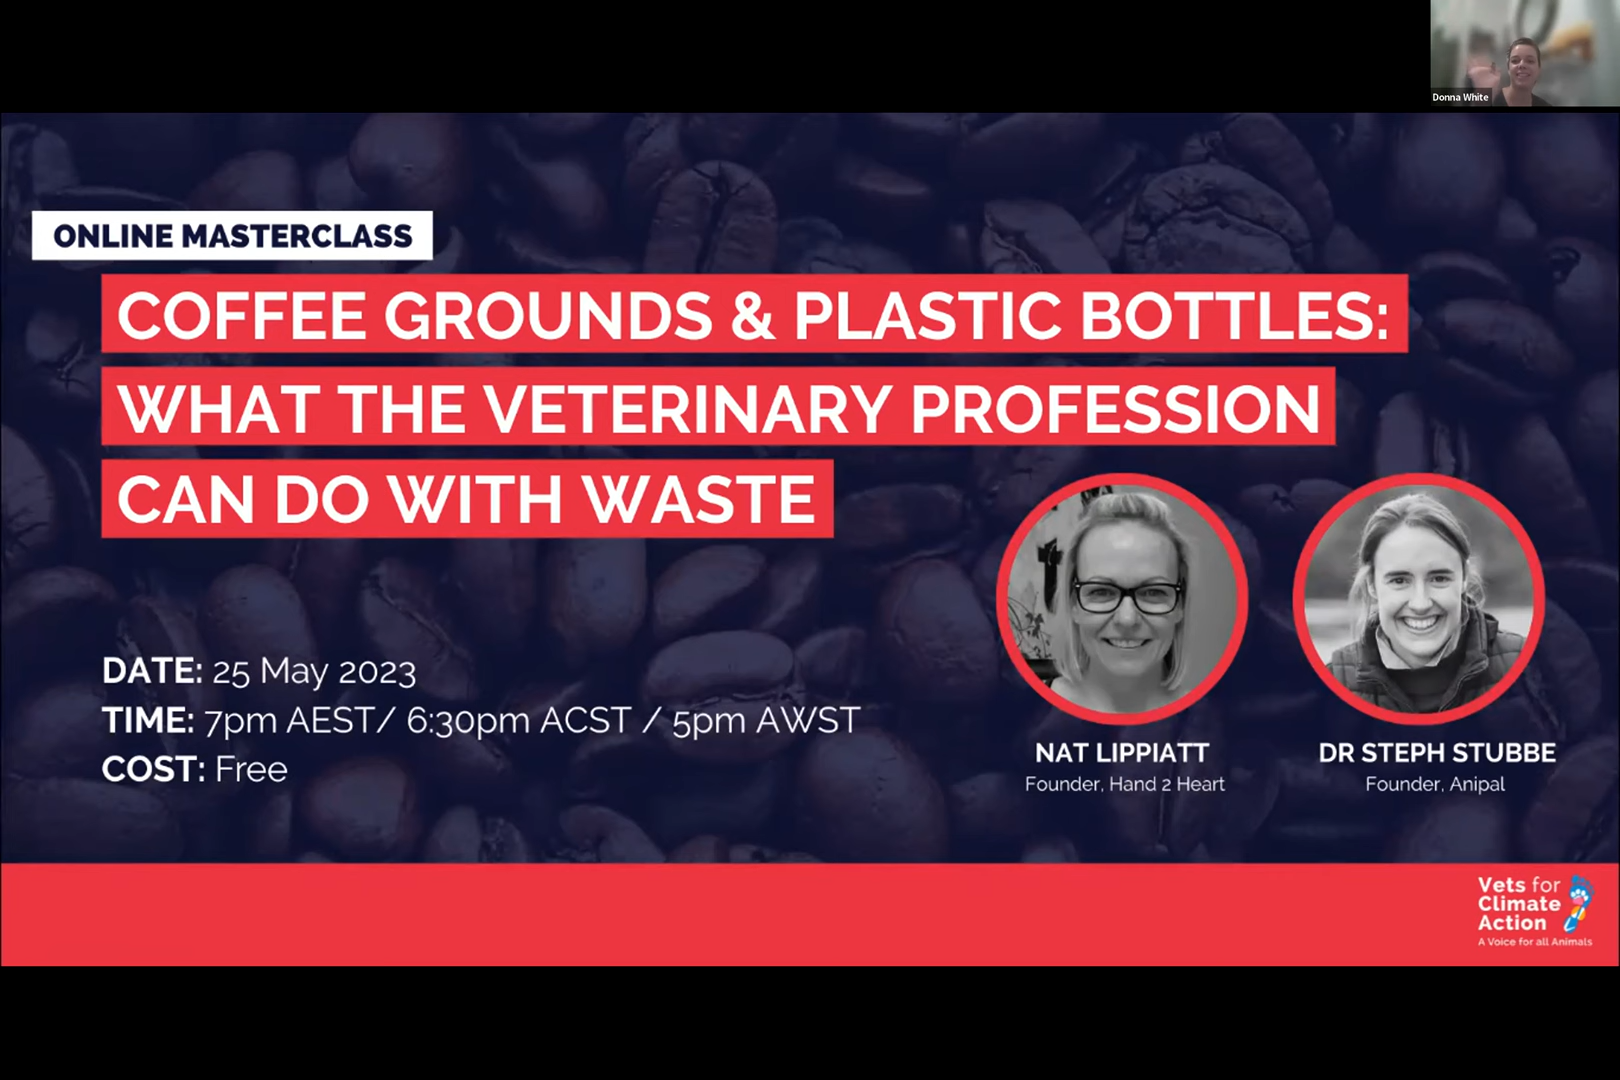 Donna White
ONLINE MASTERCLASS
COFFEE GROUNDS & PLASTIC BOTTLES:
WHAT THE VETERINARY PROFESSION
CAN DO WITH WASTE
DATE: 25 May 2023
TIME: 7pm AEST/ 6:30pm ACST / 5pm AWST
COST: Free
NAT LIPPIATT
Founder, Hand 2 Heart
DR STEPH STUBBE
Founder, Anipal
Vets for
Climate
Action
A Voice for all Animals